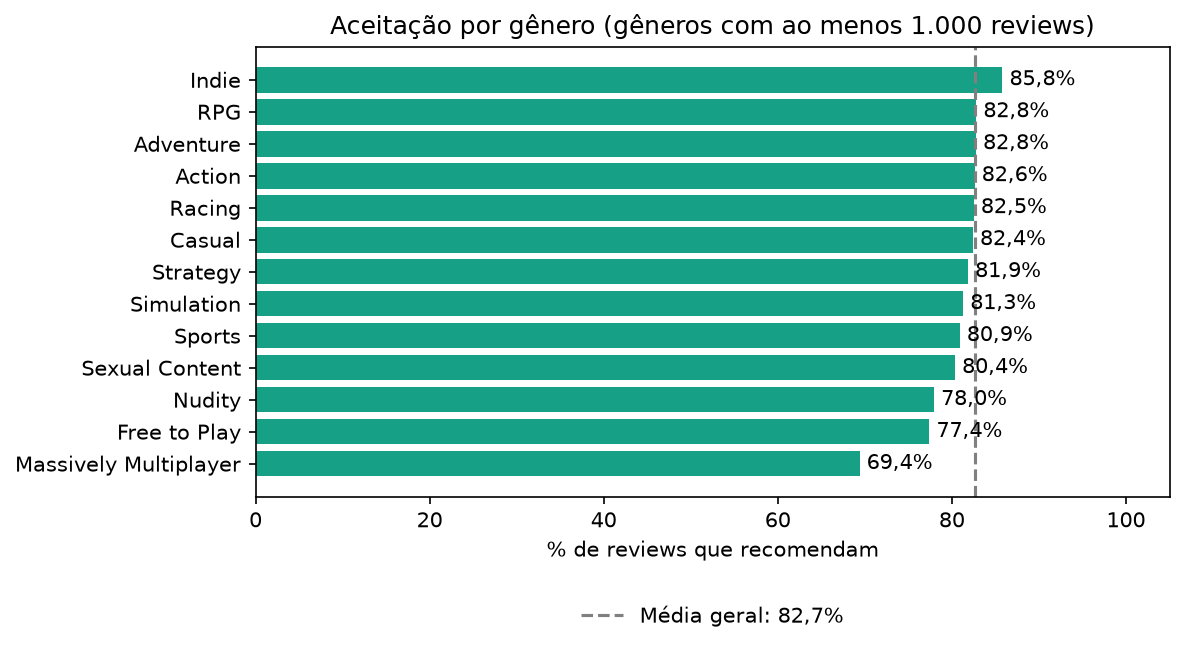 Aceitação por gênero (gêneros com ao menos 1.000 reviews)
Indie 85,8%
RPG 82,8%
Adventure 82,8%
Action 82,6%
Racing 82,5%
Casual 82,4%
Strategy 81,9%
Simulation 81,3%
Sports 80,9%
Sexual Content 80,4%
Nudity 78,0%
Free to Play 77,4%
Massively Multiplayer 69,4%
0 20 40 60 80 100
% de reviews que recomendam
Média geral: 82,7%